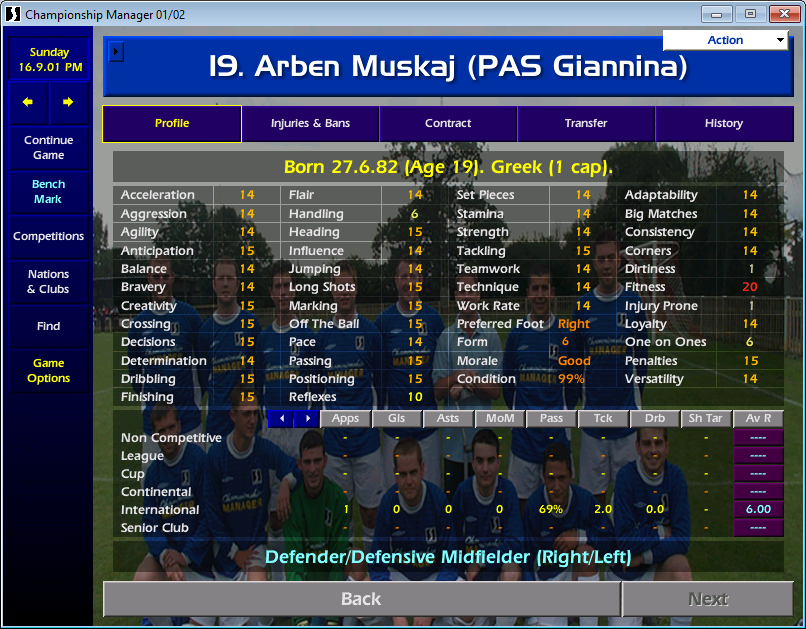 Championship Manager 01/02
Action
19. Arben Muskaj (PAS Giannina)
Sunday
16.9.01 PM
Continue
Game
Bench
Mark
Competitions
Nations
& Clubs
Find
Game
Options
Profile Injuries & Bans Contract Transfer History
Born 27.6.82 (Age 19). Greek (1 cap).
Acceleration 14 Flair 14 Set Pieces 14 Adaptability 14
Aggression 14 Handling 6 Stamina 14 Big Matches 14
Agility 14 Heading 15 Strength 14 Consistency 14
Anticipation 15 Influence 14 Tackling 15 Corners 14
Balance 14 Jumping 14 Teamwork 14 Dirtiness 1
Bravery 14 Long Shots 15 Technique 14 Fitness 20
Creativity 15 Marking 15 Work Rate 14 Injury Prone 1
Crossing 15 Off The Ball 15 Preferred Foot Right Loyalty 14
Decisions 15 Pace 14 Form 6 One on Ones 6
Determination 14 Passing 15 Morale Good Penalties 15
Dribbling 15 Positioning 15 Condition 99% Versatility 14
Finishing 15 Reflexes 10
Apps Gls Asts MoM Pass Tck Drb Sh Tar Av R
Non Competitive - - - - - - - - ----
League - - - - - - - - ----
Cup - - - - - - - - ----
Continental - - - - - - - - ----
International 1 0 0 0 69% 2.0 0.0 - 6.00
Senior Club - - - - - - - - ----
Defender/Defensive Midfielder (Right/Left)
Back Next